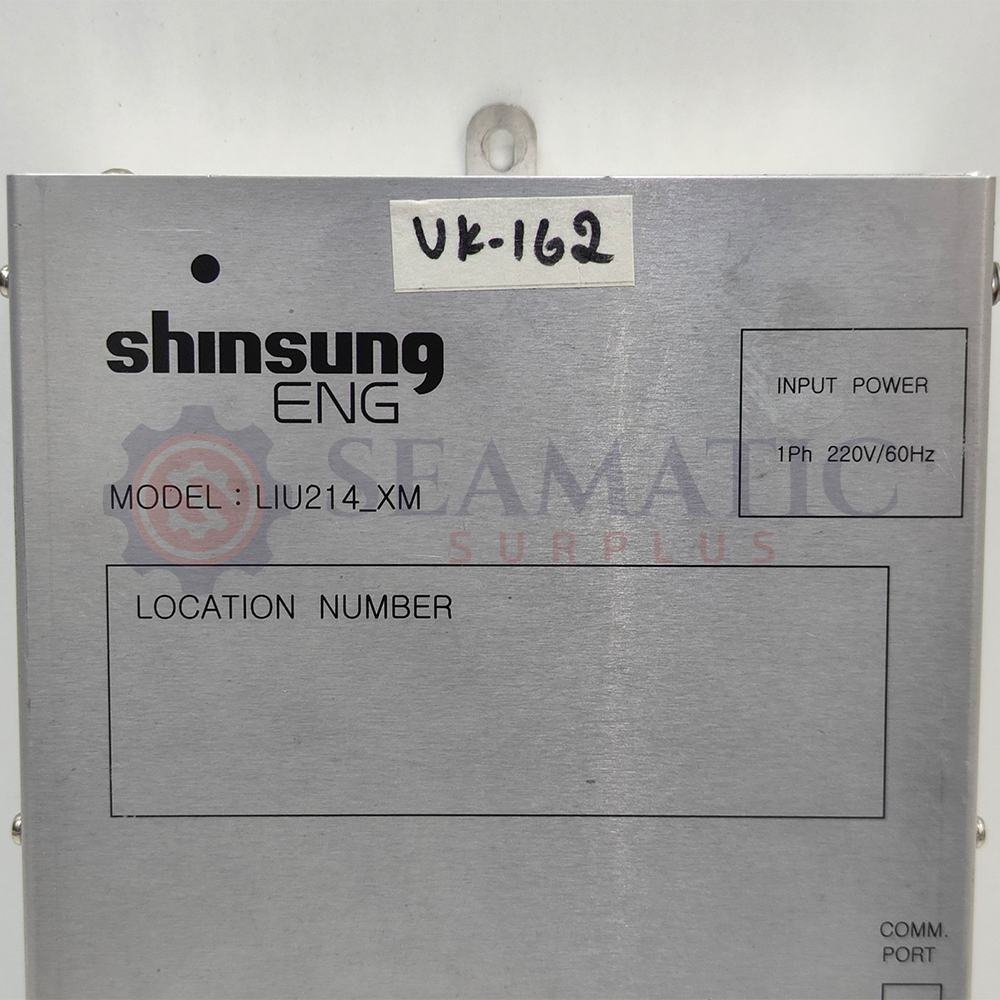 VK-162
shinsung
ENG
INPUT POWER
1Ph 220V/60Hz
SEAMATIC
SURPLUS
MODEL : LIU214_XM
LOCATION NUMBER
COMM.
PORT